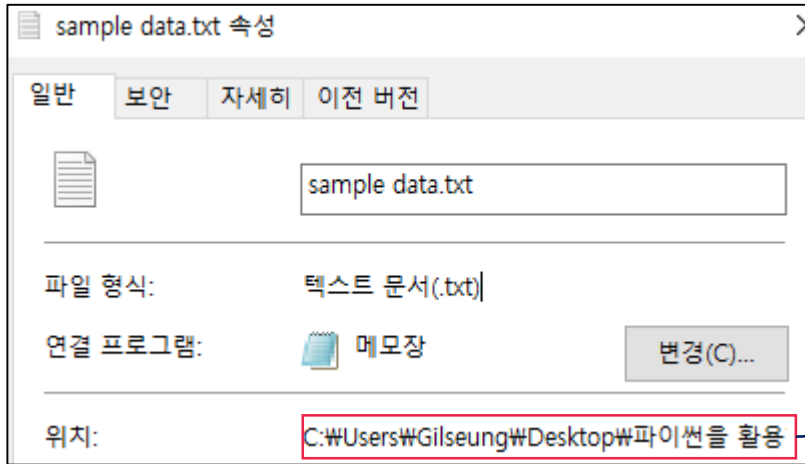 sample data.txt 속성
일반 보안 자세히 이전 버전
sample data.txt
파일 형식: 텍스트 문서(.txt)
연결 프로그램: 메모장 변경(C)...
위치: C:₩Users₩Gilseung₩Desktop₩파이썬을 활용